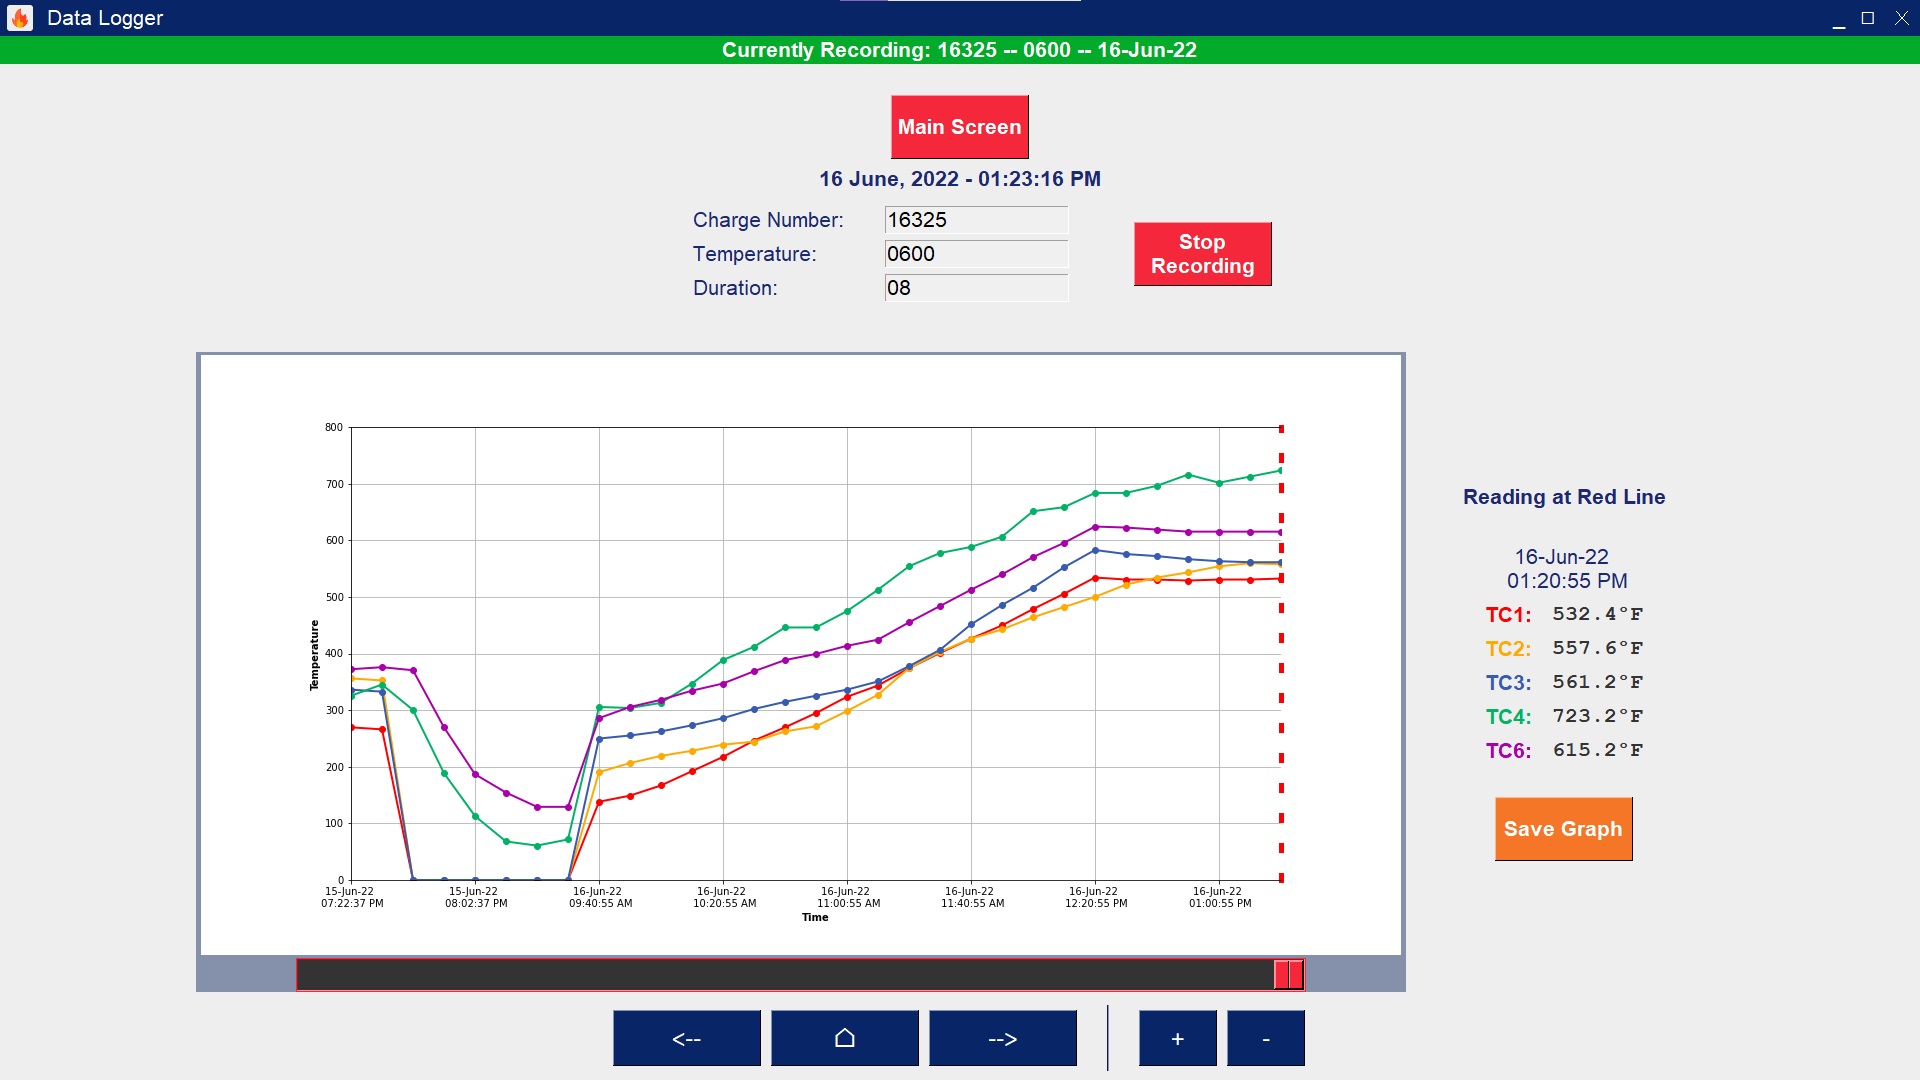 Data Logger
Currently Recording: 16325 -- 0600 -- 16-Jun-22
Main Screen
16 June, 2022 - 01:23:16 PM
Charge Number: 16325
Temperature: 0600
Duration: 08
Stop
Recording
800
700
600
500
400
300
200
100
0
Temperature
15-Jun-22 15-Jun-22 16-Jun-22 16-Jun-22 16-Jun-22 16-Jun-22 16-Jun-22 16-Jun-22
07:22:37 PM 08:02:37 PM 09:40:55 AM 10:20:55 AM 11:00:55 AM 11:40:55 AM 12:20:55 PM 01:00:55 PM
Time
Reading at Red Line
16-Jun-22
01:20:55 PM
TC1: 532.4°F
TC2: 557.6°F
TC3: 561.2°F
TC4: 723.2°F
TC6: 615.2°F
Save Graph
<-- --> + -